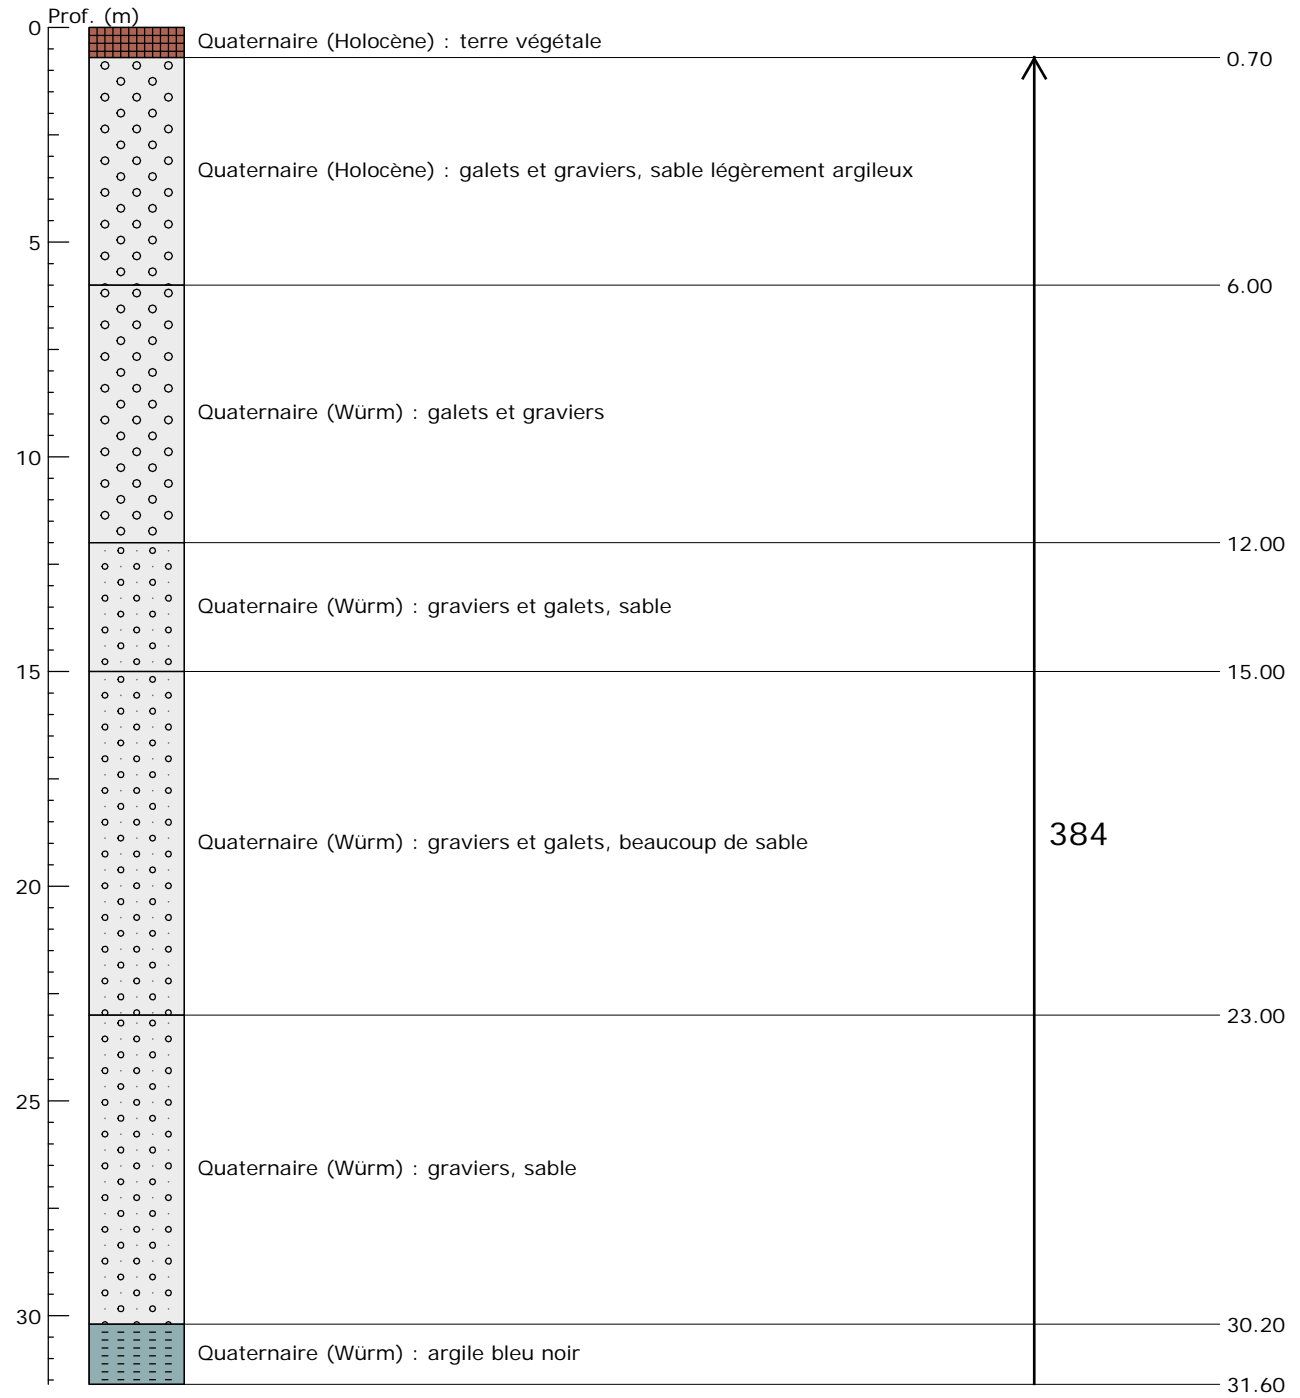 Prof. (m)
0
Quaternaire (Holocène) : terre végétale
0.70
Quaternaire (Holocène) : galets et graviers, sable légèrement argileux
5
6.00
Quaternaire (Würm) : galets et graviers
10
12.00
Quaternaire (Würm) : graviers et galets, sable
15
15.00
384
Quaternaire (Würm) : graviers et galets, beaucoup de sable
20
23.00
25
Quaternaire (Würm) : graviers, sable
30
30.20
Quaternaire (Würm) : argile bleu noir
31.60